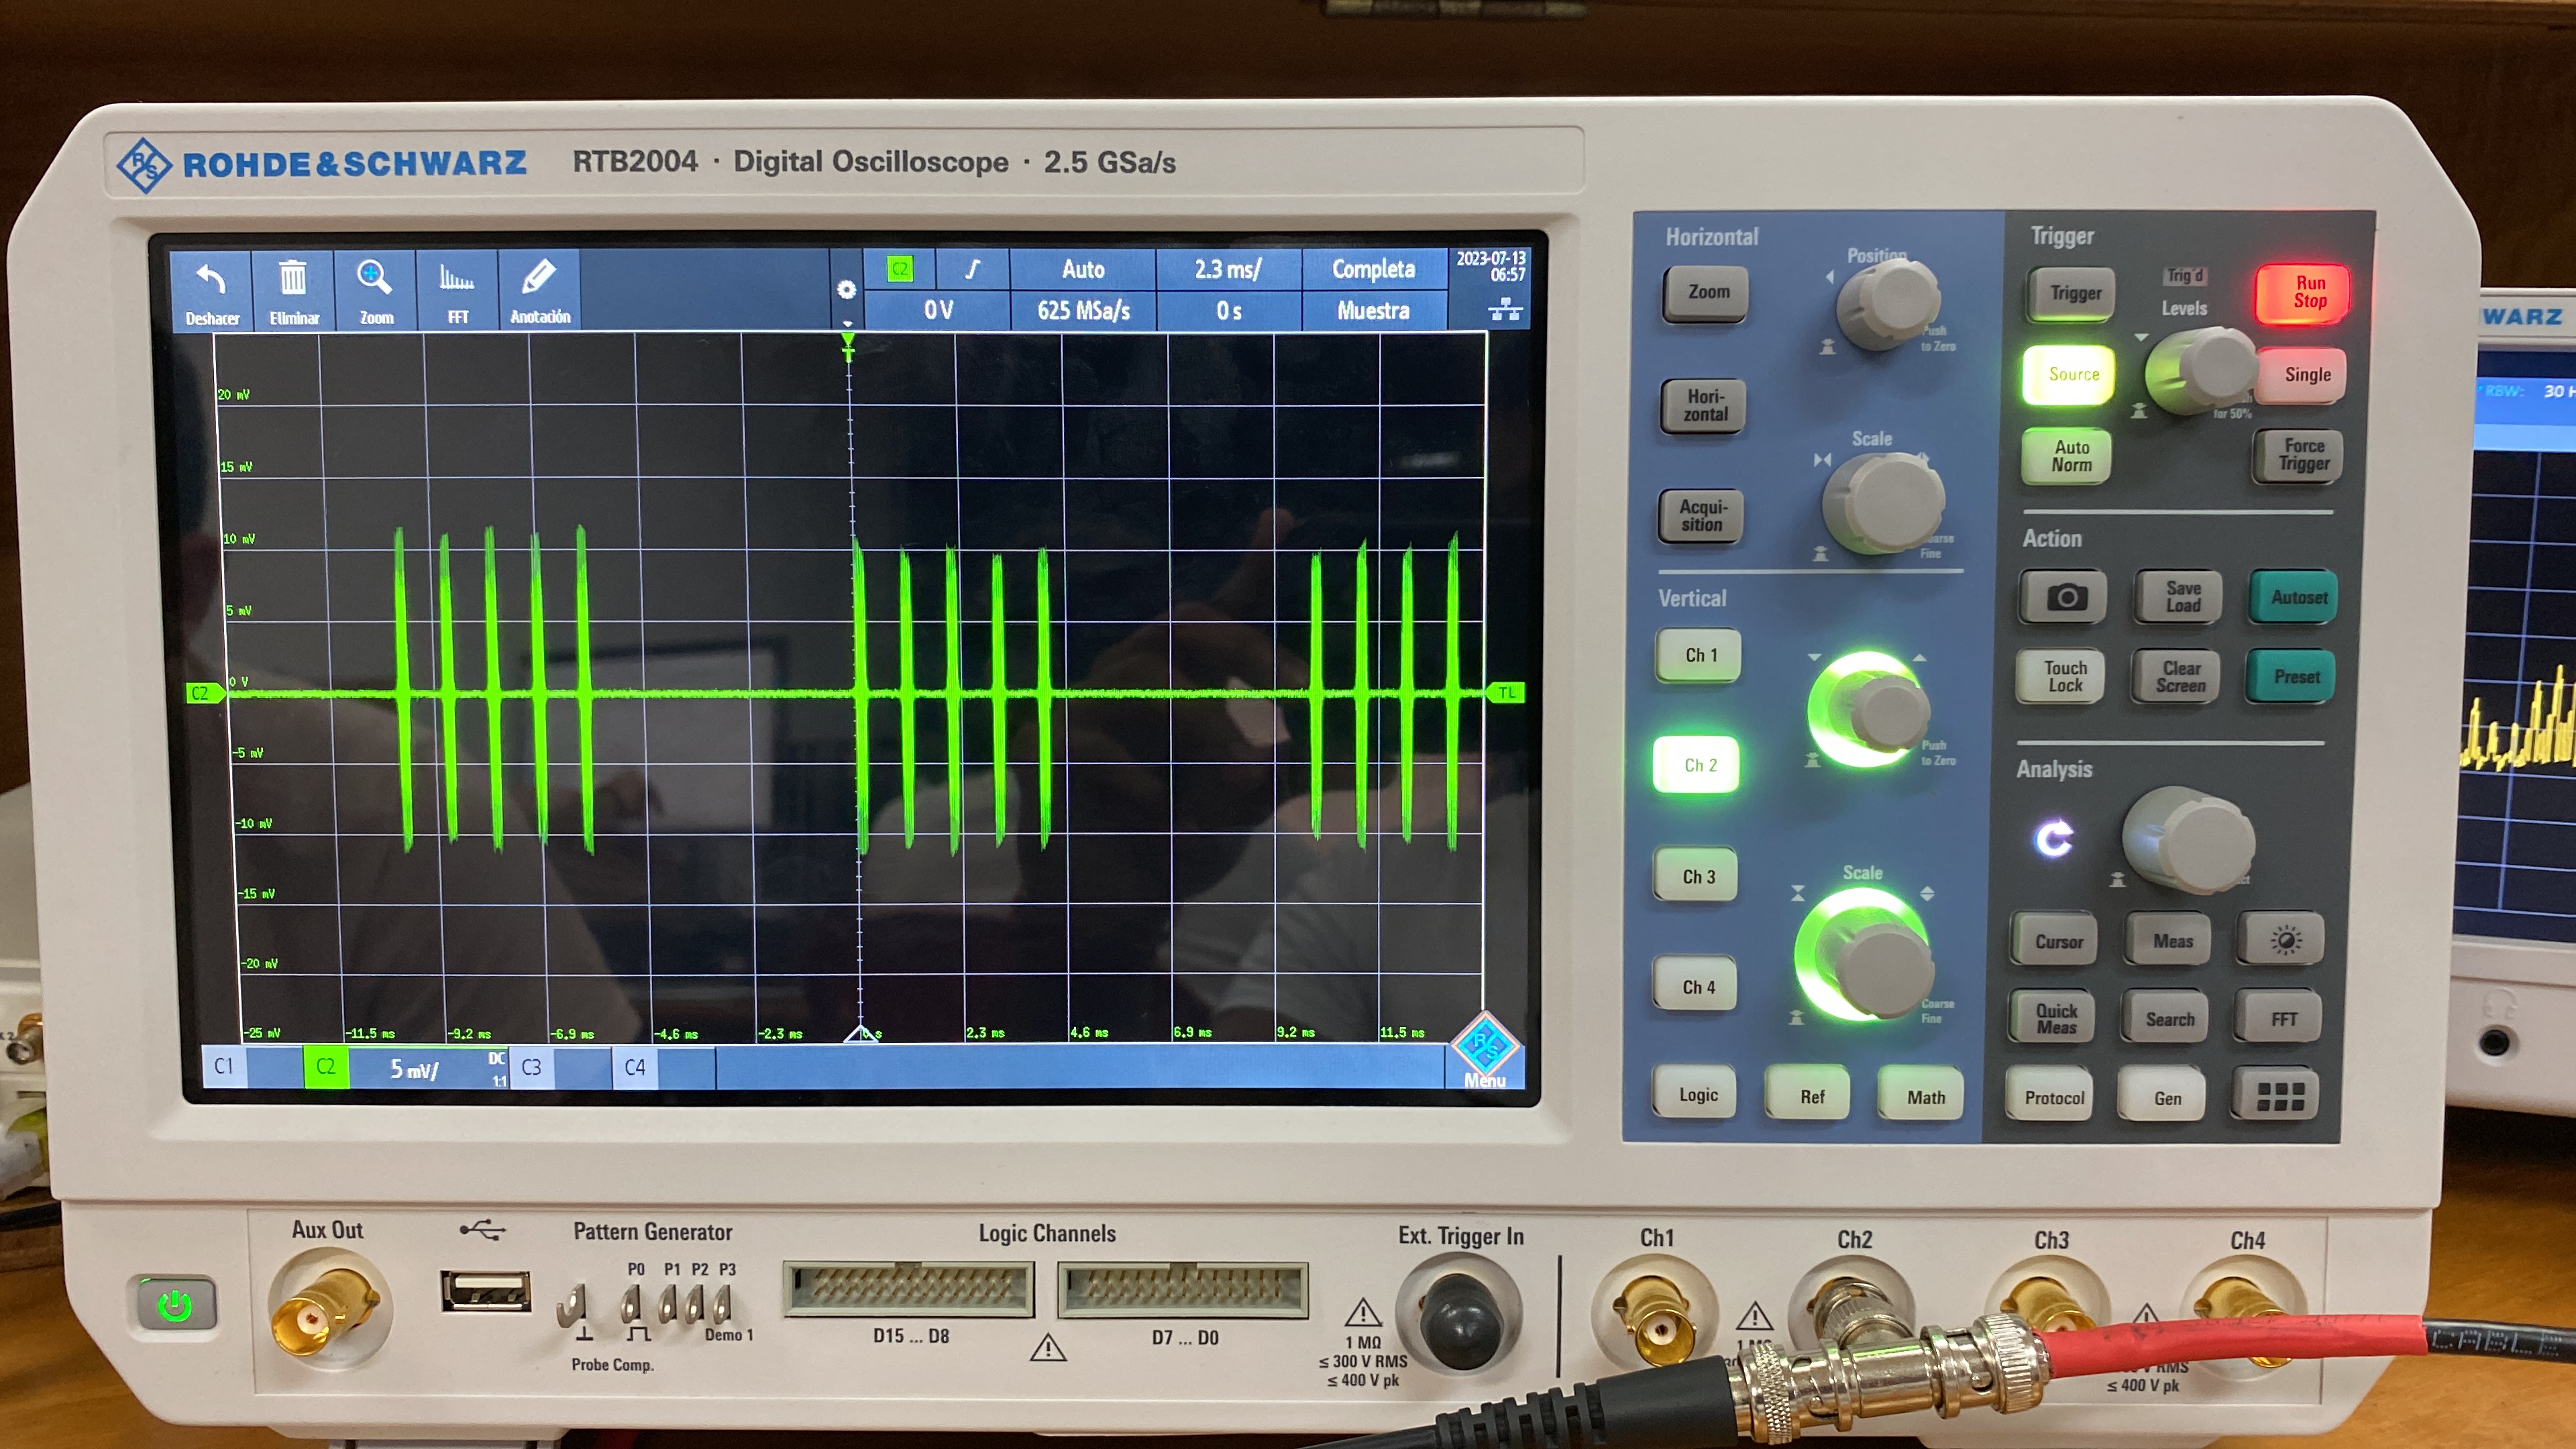 ROHDE&SCHWARZ RTB2004 · Digital Oscilloscope · 2.5 GSa/s
Deshacer Eliminar Zoom FFT Anotación
C2 Auto 2.3 ms/ Completa
0 V 625 MSa/s 0 s Muestra
2023-07-13
06:57
T
20 mV
15 mV
10 mV
5 mV
0 V
-5 mV
-10 mV
-15 mV
-20 mV
-25 mV
C2
TL
-11.5 ms -9.2 ms -6.9 ms -4.6 ms -2.3 ms 0 s 2.3 ms 4.6 ms 6.9 ms 9.2 ms 11.5 ms
C1 C2 5 mV/ DC 1:1 C3 C4
R/S
Menu
Horizontal
Position
Zoom
Push
to Zero
Hori-
zontal
Scale
Acqui-
sition
Fine
Vertical
Ch 1
Ch 2
Push
to Zero
Ch 3
Scale
Ch 4
Coarse
Fine
Logic Ref Math
Trigger
Trigger
Trig'd
Levels
Run
Stop
Source
Single
for 50%
Auto
Norm
Force
Trigger
Action
Save
Load
Autoset
Touch
Lock
Clear
Screen
Preset
Analysis
Cursor Meas
Quick
Meas
Search
FFT
Protocol Gen
WARZ
RBW: 30 H
Aux Out
Pattern Generator
P0 P1 P2 P3
Demo 1
Probe Comp.
Logic Channels
D15 ... D8
D7 ... D0
Ext. Trigger In
1 MΩ
≤ 300 V RMS
≤ 400 V pk
Ch1
Ch2
Ch3
Ch4
V RMS
≤ 400 V pk